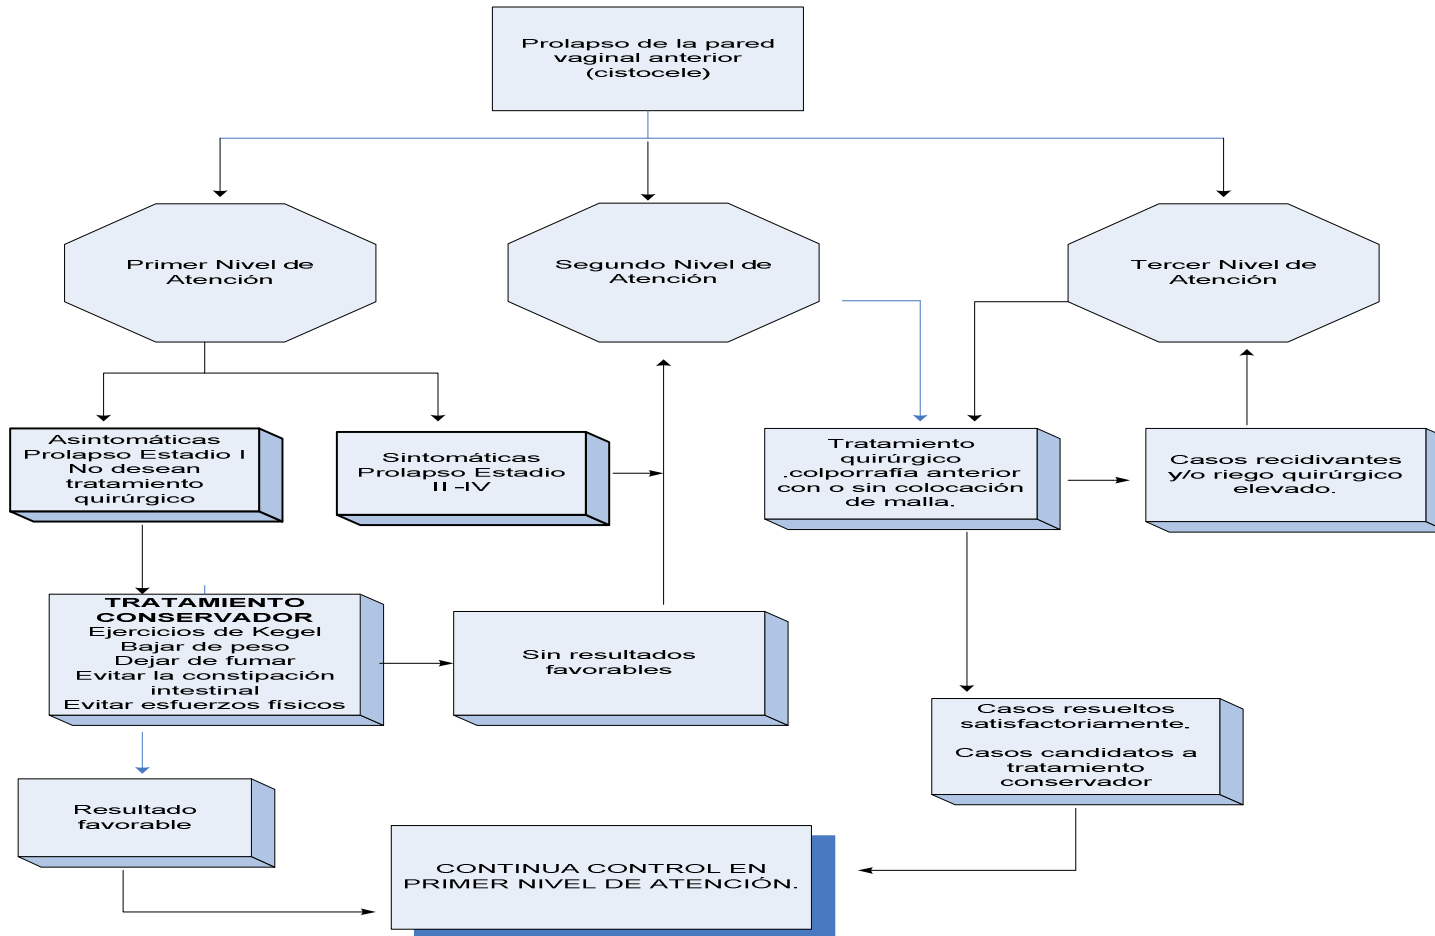 Prolapso de la pared
vaginal anterior
(cistocele)
Primer Nivel de
Atención
Segundo Nivel de
Atención
Tercer Nivel de
Atención
Asintomáticas
Prolapso Estadio I
No desean
tratamiento
quirúrgico
Sintomáticas
Prolapso Estadio
II -IV
Tratamiento
quirúrgico
.colporrafía anterior
con o sin colocación
de malla.
Casos recidivantes
y/o riego quirúrgico
elevado.
TRATAMIENTO
CONSERVADOR
Ejercicios de Kegel
Bajar de peso
Dejar de fumar
Evitar la constipación
intestinal
Evitar esfuerzos físicos
Sin resultados
favorables
Casos resueltos
satisfactoriamente.
Casos candidatos a
tratamiento
conservador
Resultado
favorable
CONTINUA CONTROL EN
PRIMER NIVEL DE ATENCIÓN.